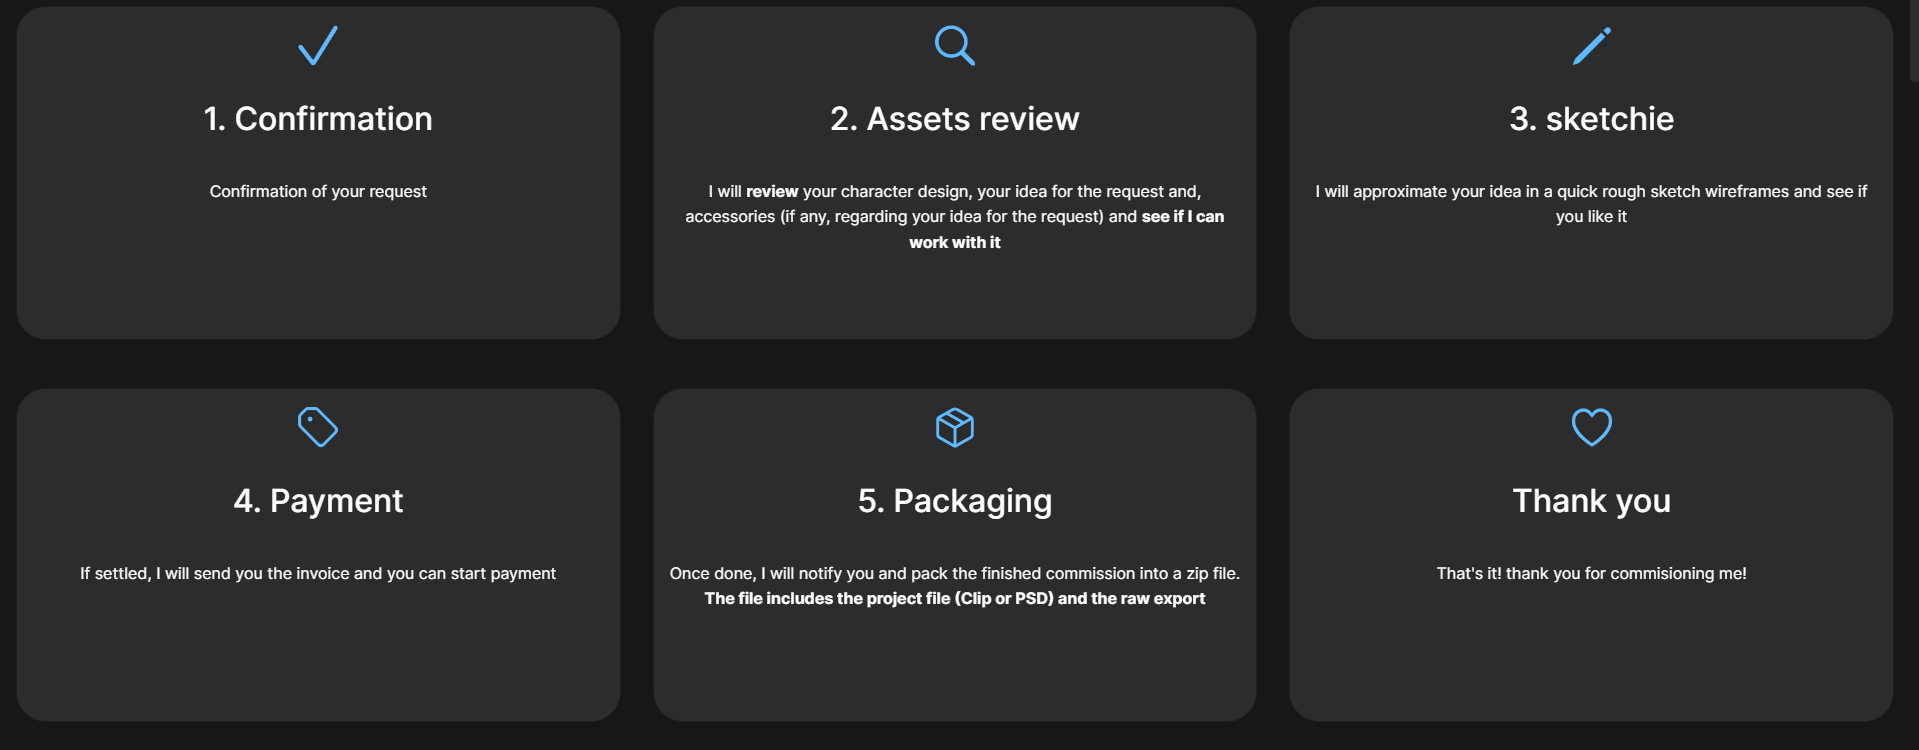 1. Confirmation
Confirmation of your request
2. Assets review
I will review your character design, your idea for the request and,
accessories (if any, regarding your idea for the request) and see if I can
work with it
3. sketchie
I will approximate your idea in a quick rough sketch wireframes and see if
you like it
4. Payment
If settled, I will send you the invoice and you can start payment
5. Packaging
Once done, I will notify you and pack the finished commission into a zip file.
The file includes the project file (Clip or PSD) and the raw export
Thank you
That's it! thank you for commisioning me!